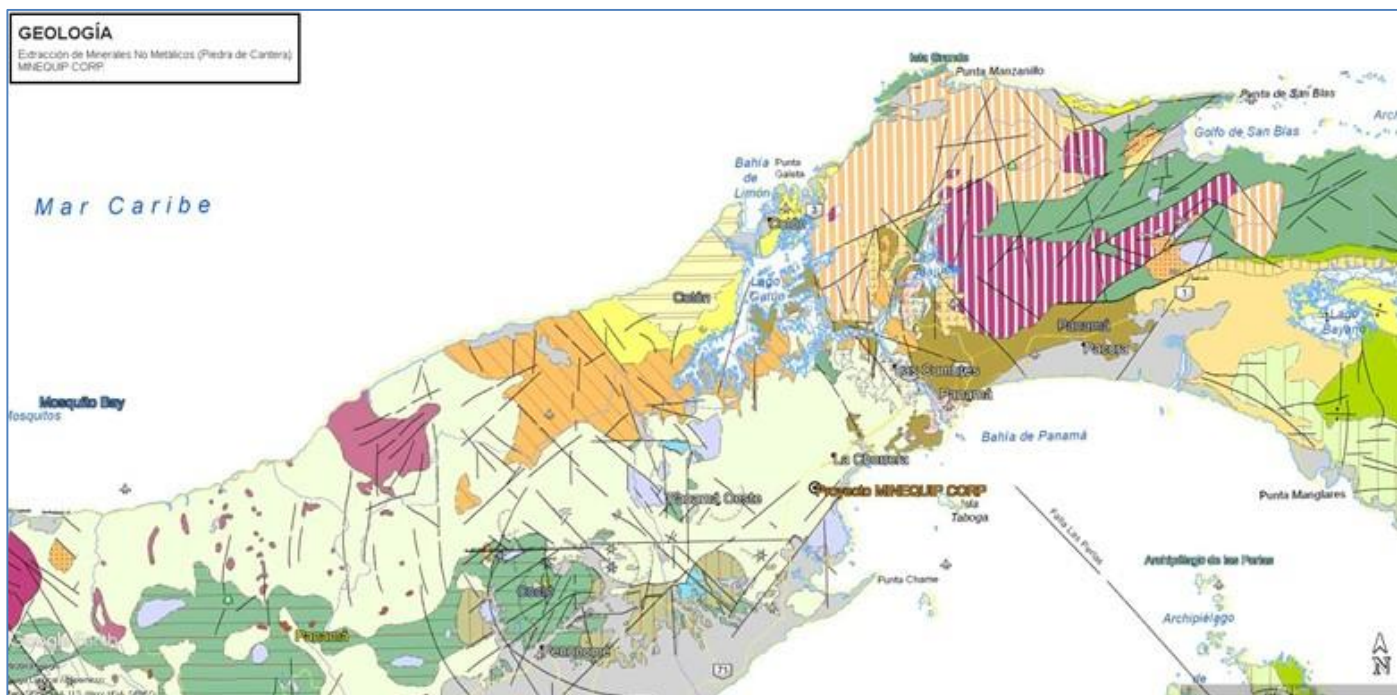 GEOLOGÍA
Extracción de Minerales No Metálicos (Piedra de Cantera)
MINEQUIP CORP.
Isla Grande
Punta Manzanillo
Punta de San Blas
Golfo de San Blas
Bahía
de
Limón
Punta
Galeta
Mar Caribe
Colón
3
Lago
Gatún
Colón
1
Lago
Bayano
Panamá
Pacora
Las Cumbres
Panamá
Mosquito Bay
Mosquitos
Bahía de Panamá
La Chorrera
Proyecto MINEQUIP CORP
Panamá Oeste
Isla
Taboga
Punta Manglares
Falla Las Perlas
Archipiélago de las Perlas
Punta Chame
Coclé
Archipiélago
Panamá
Penonomé
71
de
N